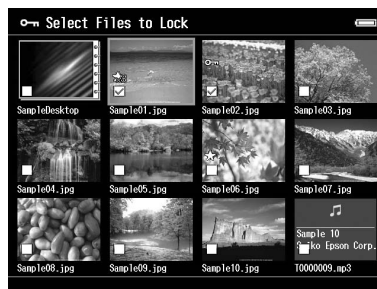 Select Files to Lock
SampleDesktop Sample01.jpg Sample02.jpg Sample03.jpg
Sample04.jpg Sample05.jpg Sample06.jpg Sample07.jpg
Sample 10
Seiko Epson Corp.
Sample08.jpg Sample09.jpg Sample10.jpg T0000009.mp3